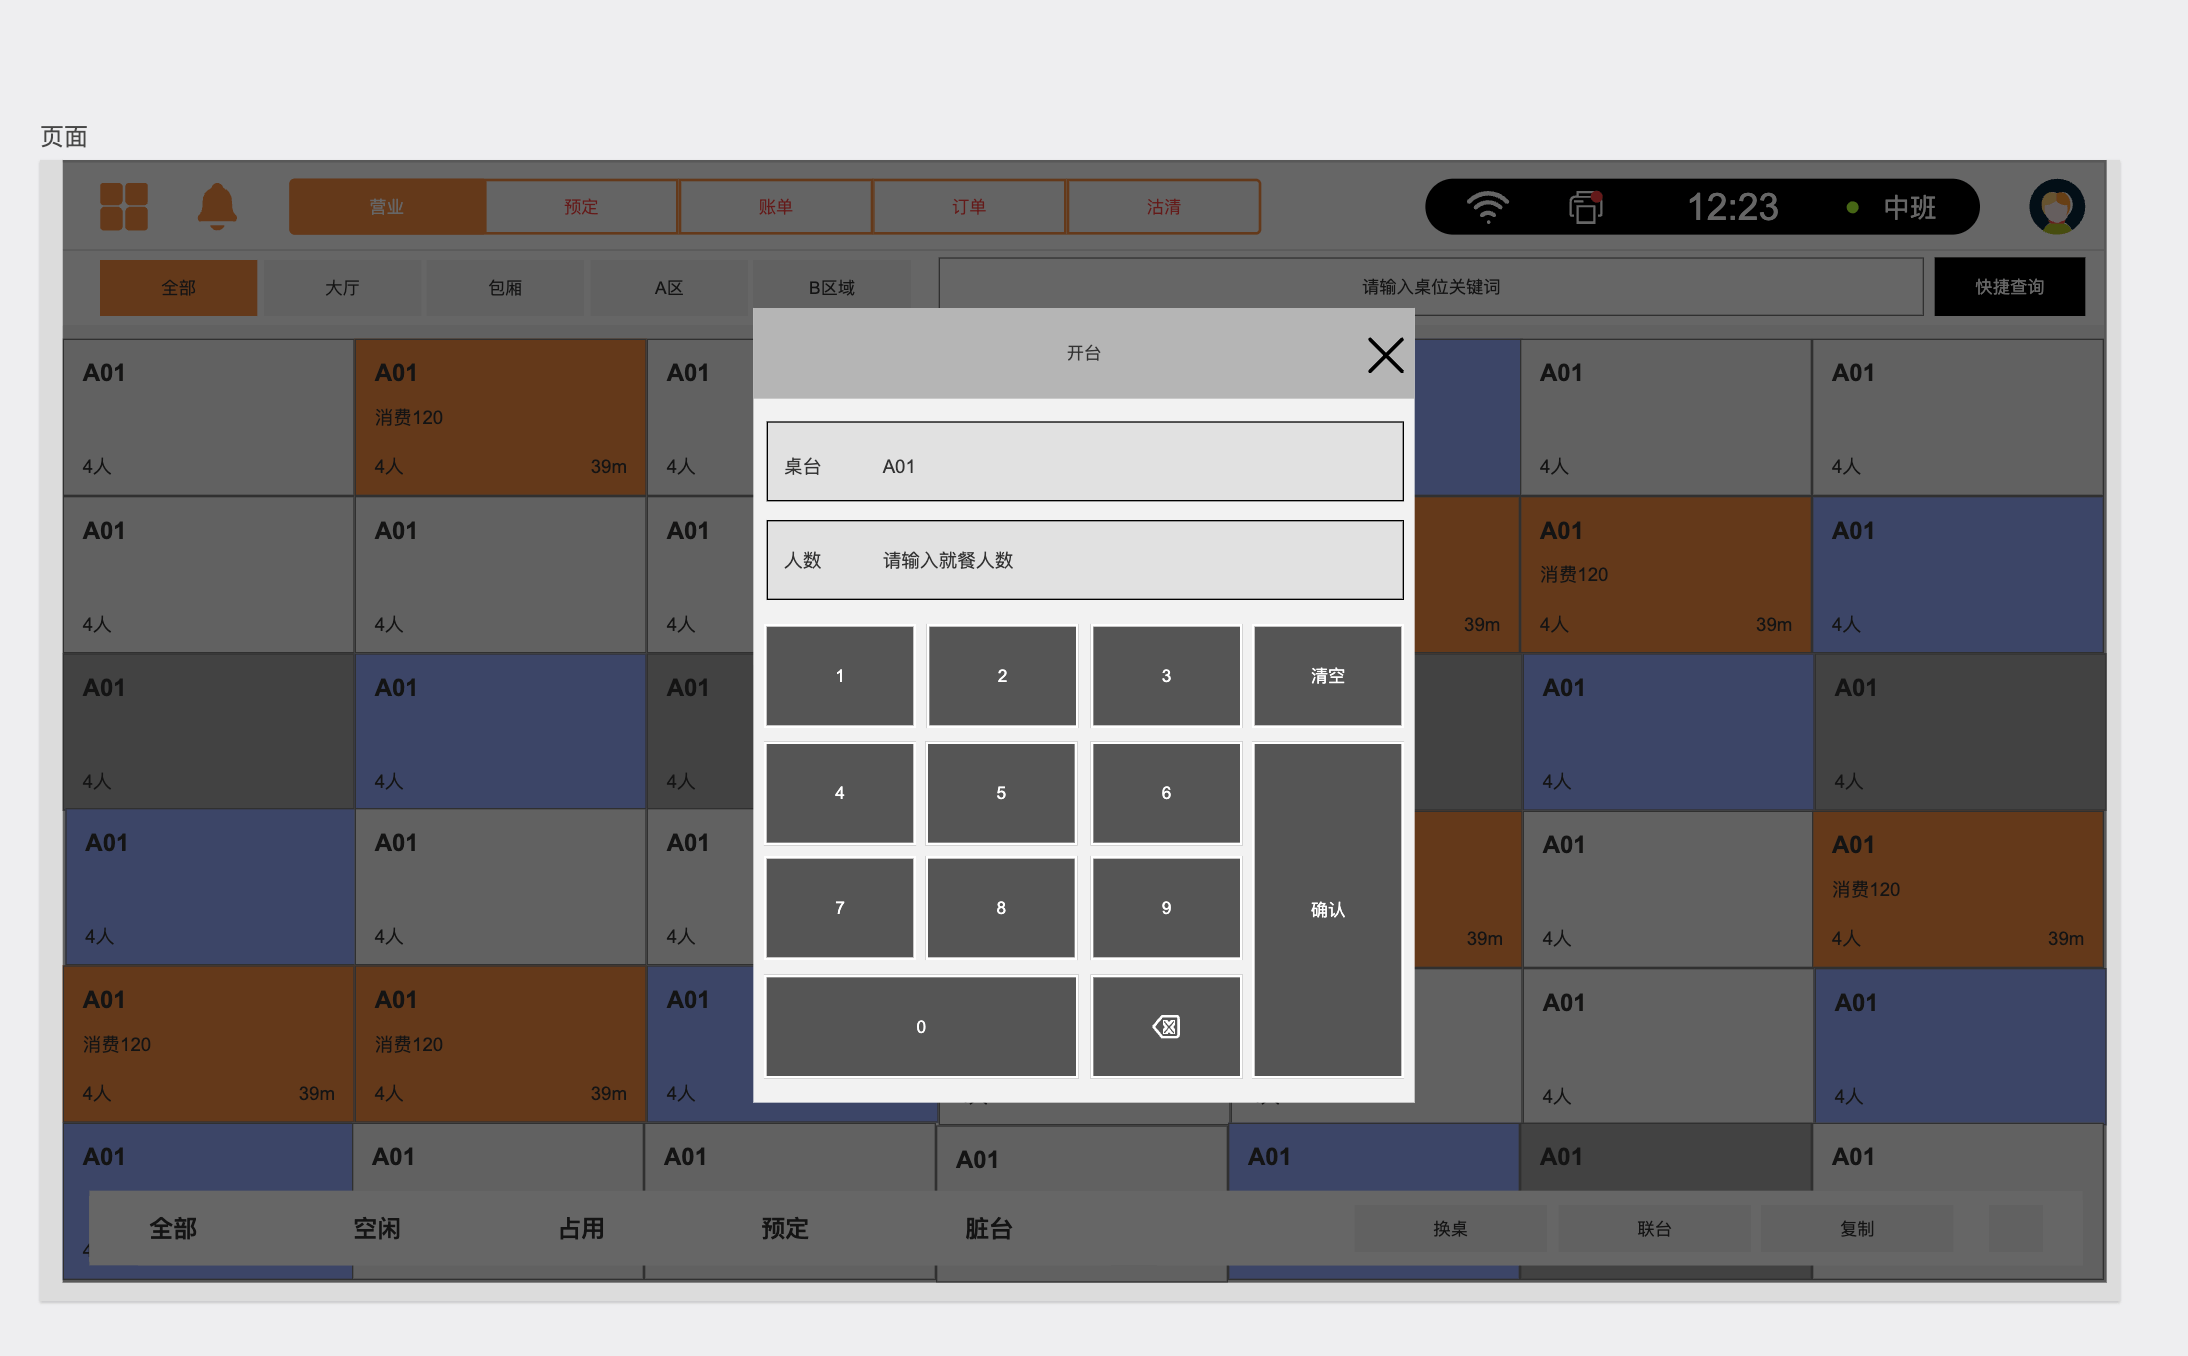 页面
营业 预定 账单 订单 沽清 12:23 中班
全部 大厅 包厢 A区 B区域 请输入桌位关键词 快捷查询
开台
A01 A01 A01 A01 A01
消费120
4人 4人 39m 4人 4人 4人
桌台 A01
A01 A01 A01 A01 A01
人数 请输入就餐人数
消费120
4人 4人 4人 39m 4人 39m 4人
1 2 3 清空
A01 A01 A01 A01 A01
4人 4人 4人 4人 4人
4 5 6
A01 A01 A01 A01 A01
消费120
4人 4人 4人 39m 4人 4人 39m
7 8 9 确认
A01 A01 A01 A01 A01
消费120 消费120
4人 39m 4人 39m 4人 4人 4人
0
A01 A01 A01 A01 A01 A01 A01
全部 空闲 占用 预定 脏台 换桌 联台 复制